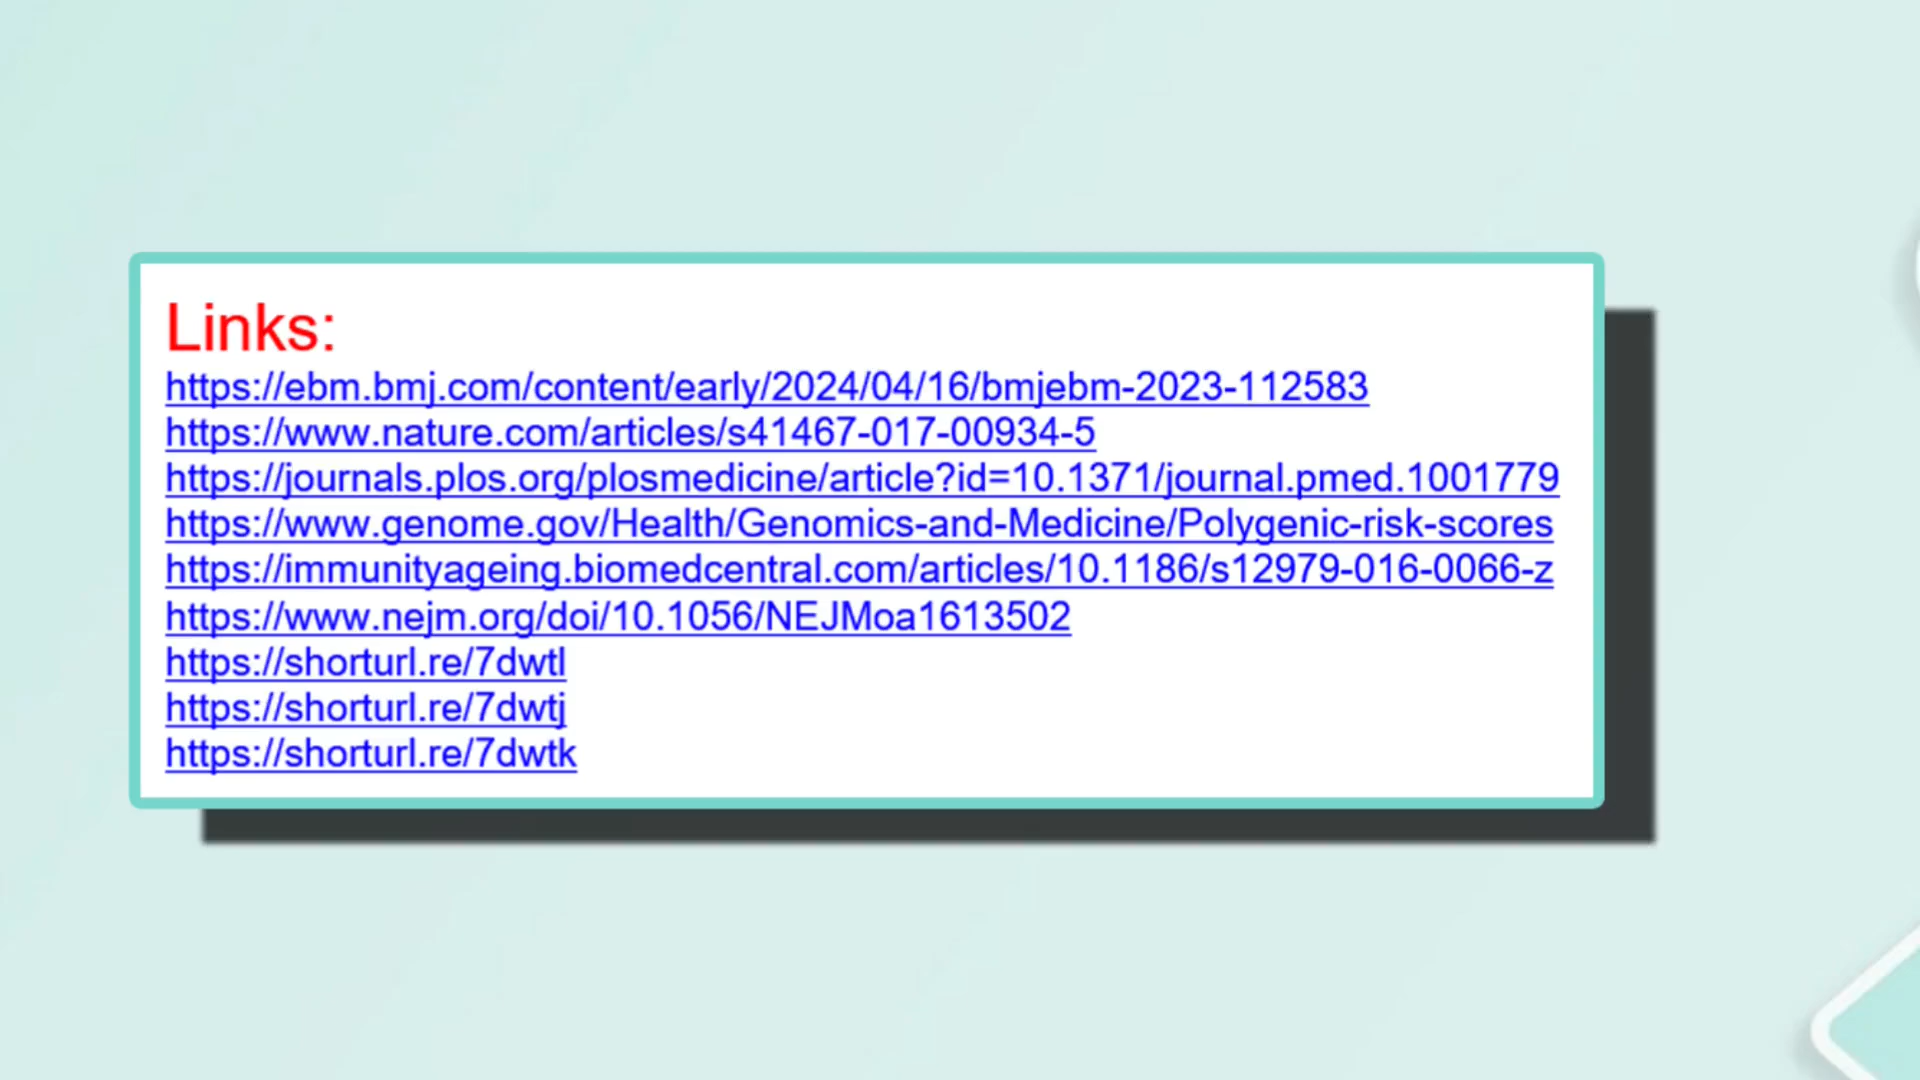 Links:
https://ebm.bmj.com/content/early/2024/04/16/bmjebm-2023-112583
https://www.nature.com/articles/s41467-017-00934-5
https://journals.plos.org/plosmedicine/article?id=10.1371/journal.pmed.1001779
https://www.genome.gov/Health/Genomics-and-Medicine/Polygenic-risk-scores
https://immunityageing.biomedcentral.com/articles/10.1186/s12979-016-0066-z
https://www.nejm.org/doi/10.1056/NEJMoa1613502
https://shorturl.re/7dwtl
https://shorturl.re/7dwtj
https://shorturl.re/7dwtk